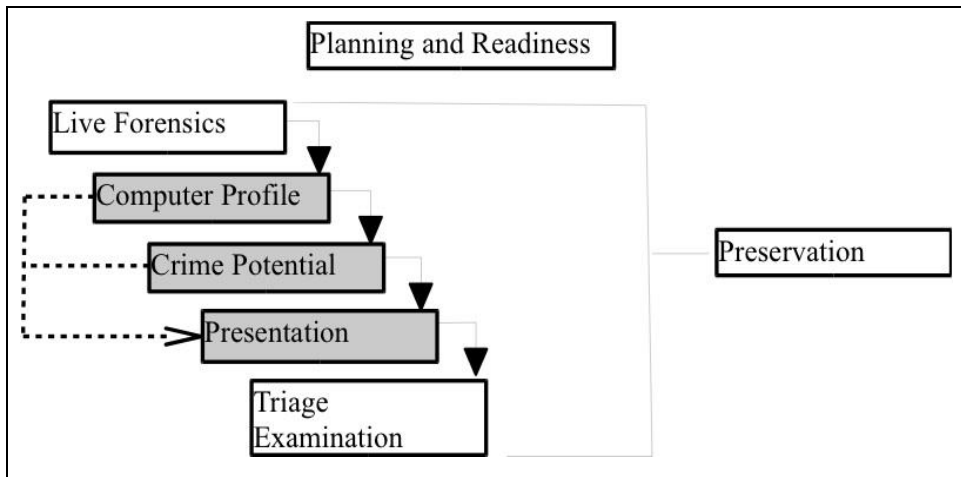 Planning and Readiness
Live Forensics
Computer Profile
Crime Potential
Preservation
Presentation
Triage
Examination